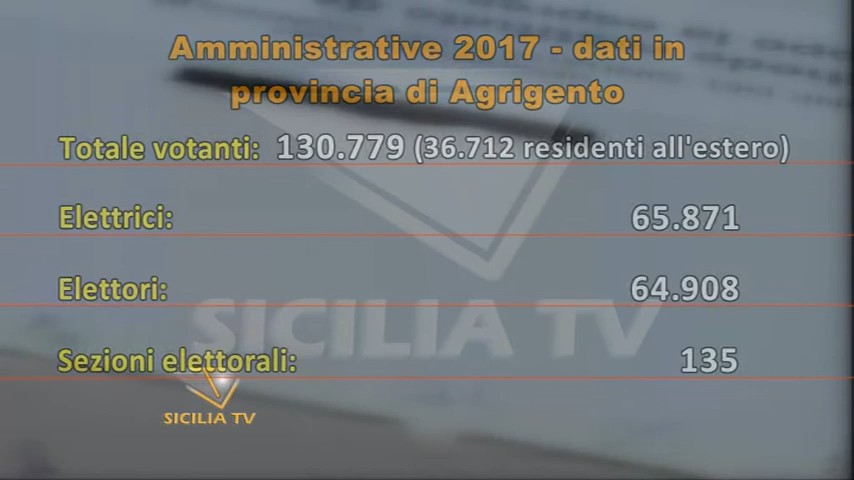 Amministrative 2017 - dati in
provincia di Agrigento
Totale votanti: 130.779 (36.712 residenti all'estero)
Elettrici: 65.871
Elettori: 64.908
SICILIA TV
Sezioni elettorali: 135
SICILIA TV